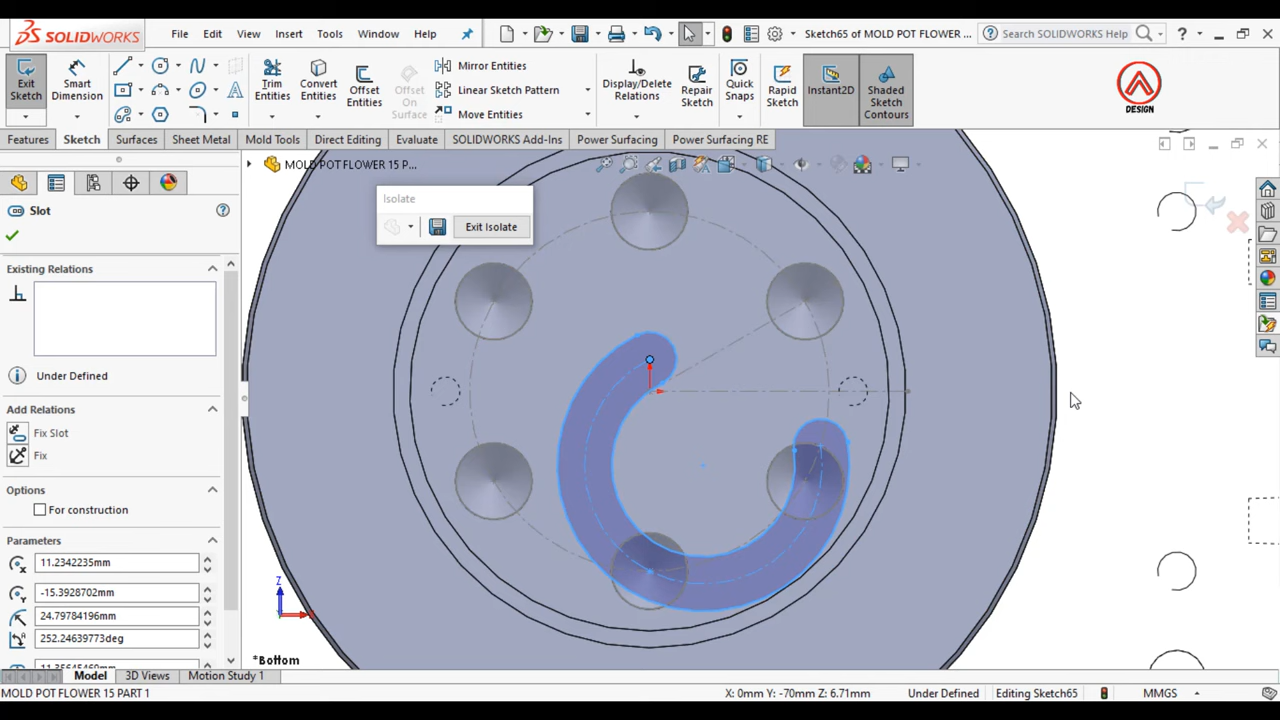 SOLIDWORKS File Edit View Insert Tools Window Help Sketch65 of MOLD POT FLOWER ... Search SOLIDWORKS Help
DESIGN
Exit Sketch
Smart Dimension
Trim Entities
Convert Entities
Offset Entities
Offset On Surface
Mirror Entities
Linear Sketch Pattern
Move Entities
Display/Delete Relations
Repair Sketch
Quick Snaps
Rapid Sketch
Instant2D
Shaded Sketch Contours
Features Sketch Surfaces Sheet Metal Mold Tools Direct Editing Evaluate SOLIDWORKS Add-Ins Power Surfacing Power Surfacing RE
MOLD POT FLOWER 15 P...
Isolate
Exit Isolate
Slot
Existing Relations
Under Defined
Add Relations
Fix Slot
Fix
Options
For construction
Parameters
11.2342235mm
-15.3928702mm
24.79784196mm
252.24639773deg
Z
*Bottom
Model 3D Views Motion Study 1
MOLD POT FLOWER 15 PART 1 X: 0mm Y: -70mm Z: 6.71mm Under Defined Editing Sketch65 MMGS